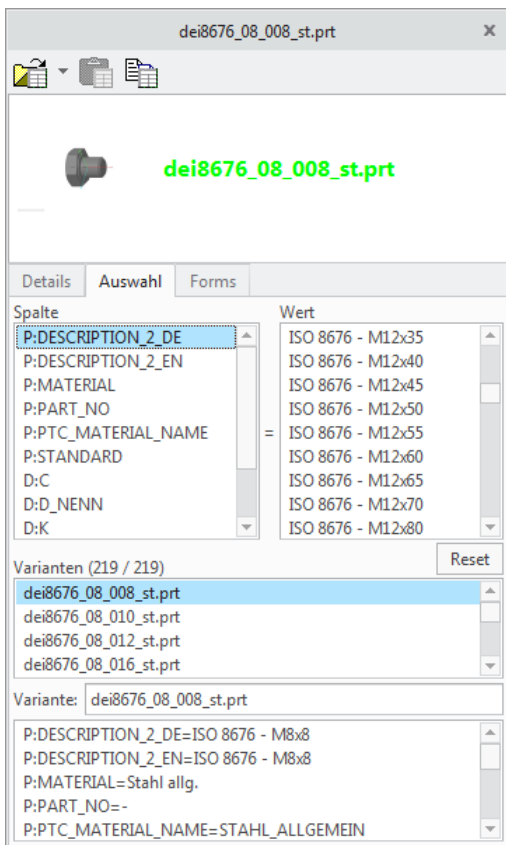 dei8676_08_008_st.prt x
dei8676_08_008_st.prt
Details Auswahl Forms
Spalte Wert
P:DESCRIPTION_2_DE ISO 8676 - M12x35
P:DESCRIPTION_2_EN ISO 8676 - M12x40
P:MATERIAL ISO 8676 - M12x45
P:PART_NO ISO 8676 - M12x50
P:PTC_MATERIAL_NAME = ISO 8676 - M12x55
P:STANDARD ISO 8676 - M12x60
D:C ISO 8676 - M12x65
D:D_NENN ISO 8676 - M12x70
D:K ISO 8676 - M12x80
Varianten (219 / 219) Reset
dei8676_08_008_st.prt
dei8676_08_010_st.prt
dei8676_08_012_st.prt
dei8676_08_016_st.prt
Variante: dei8676_08_008_st.prt
P:DESCRIPTION_2_DE=ISO 8676 - M8x8
P:DESCRIPTION_2_EN=ISO 8676 - M8x8
P:MATERIAL=Stahl allg.
P:PART_NO=-
P:PTC_MATERIAL_NAME=STAHL_ALLGEMEIN